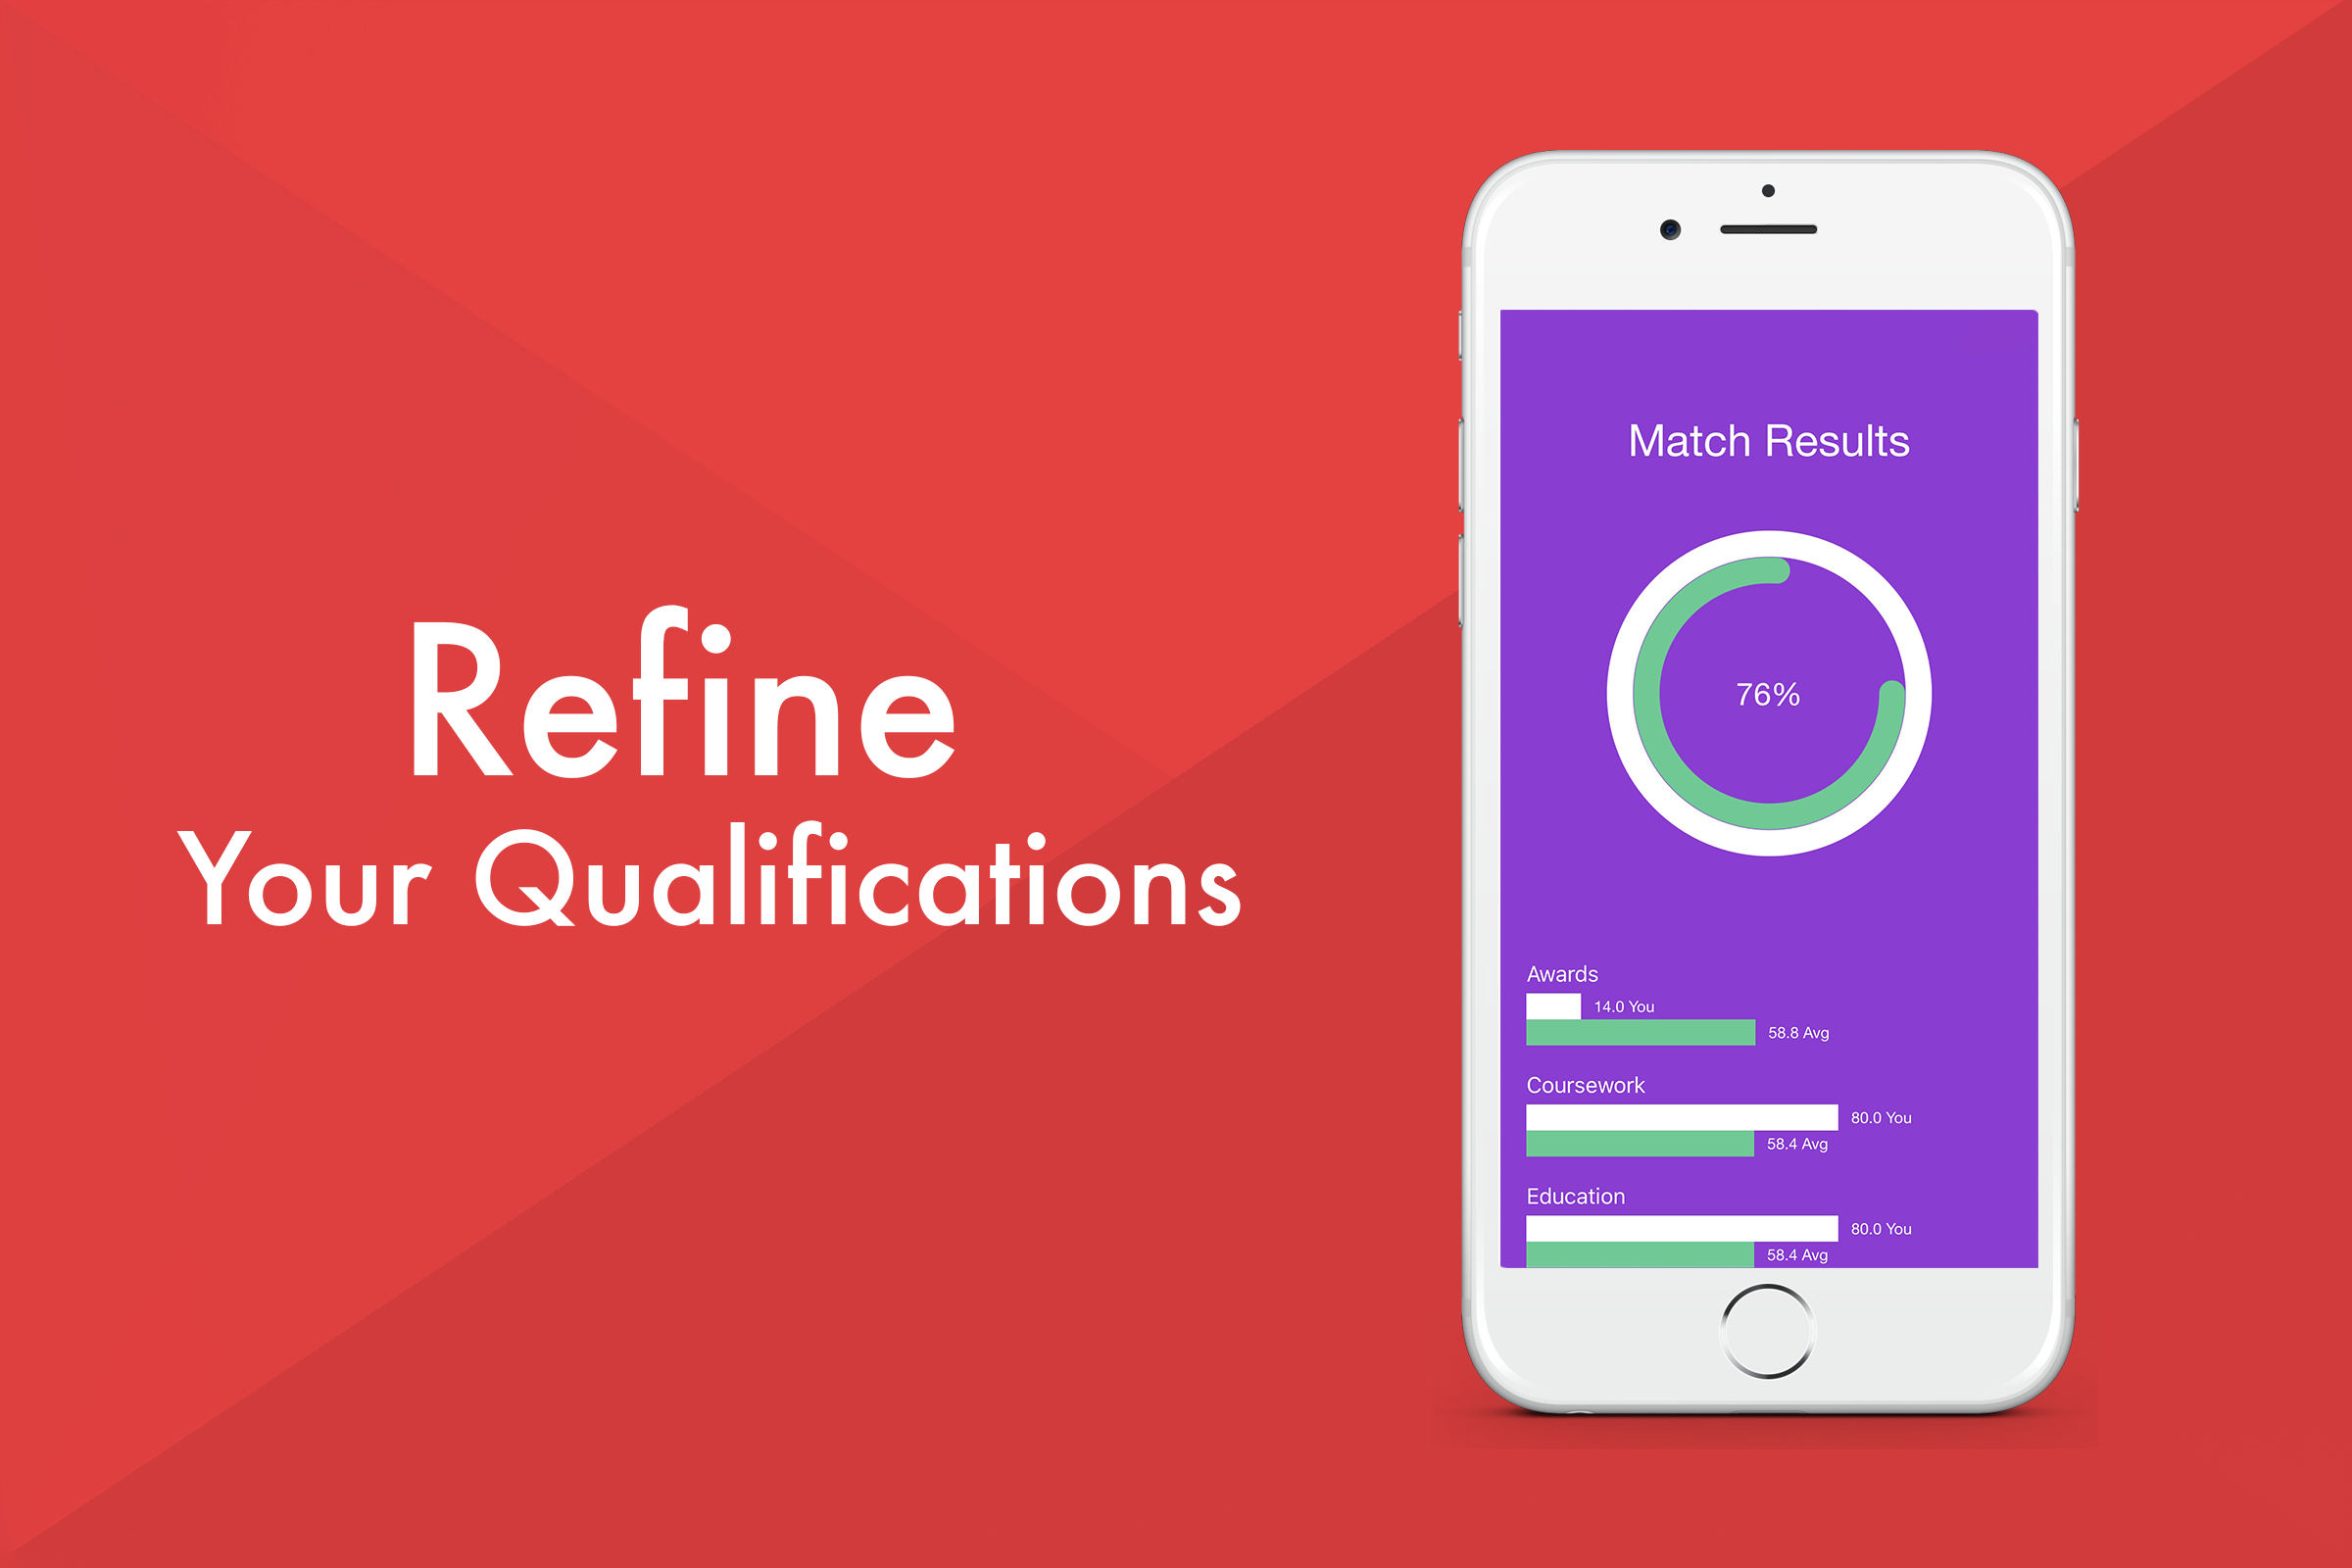 Refine
Your Qualifications
Match Results
76%
Awards
14.0 You
58.8 Avg
Coursework
80.0 You
58.4 Avg
Education
80.0 You
58.4 Avg